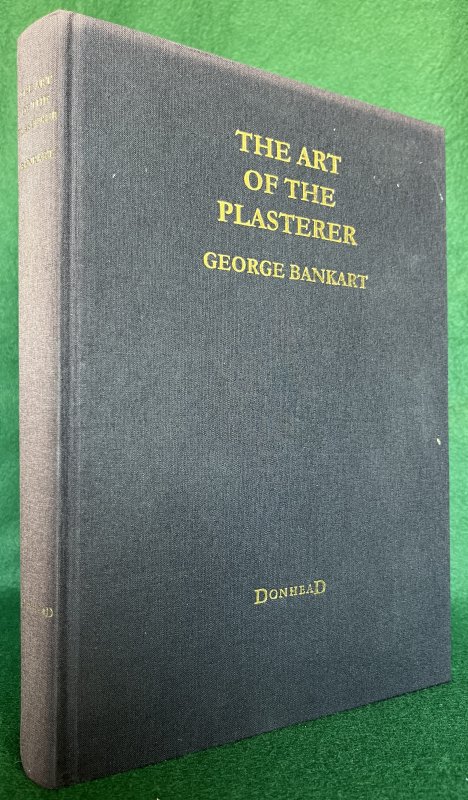 THE ART
OF THE
PLASTERER
GEORGE BANKART
DONHEAD